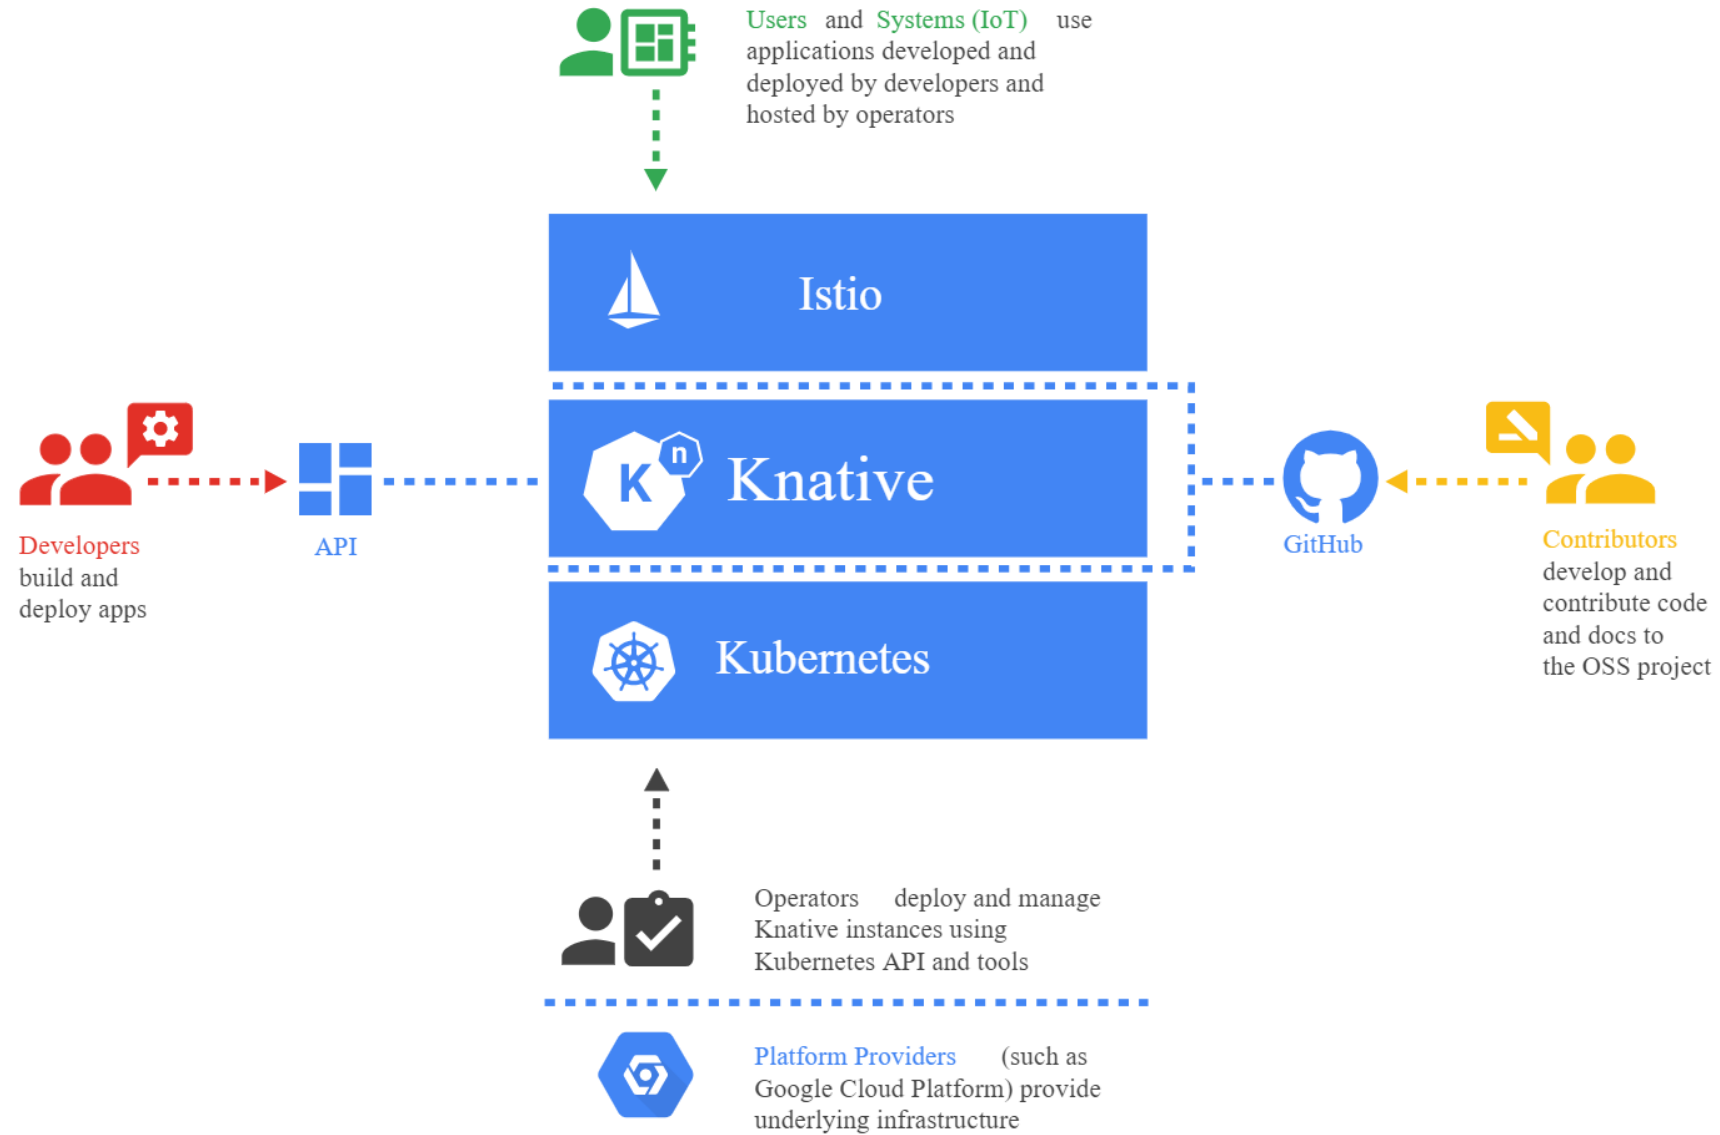 Users and Systems (IoT) use
applications developed and
deployed by developers and
hosted by operators
Istio
K n
Knative
Developers
build and
deploy apps
API
GitHub
Contributors
develop and
contribute code
and docs to
the OSS project
Kubernetes
Operators deploy and manage
Knative instances using
Kubernetes API and tools
Platform Providers (such as
Google Cloud Platform) provide
underlying infrastructure